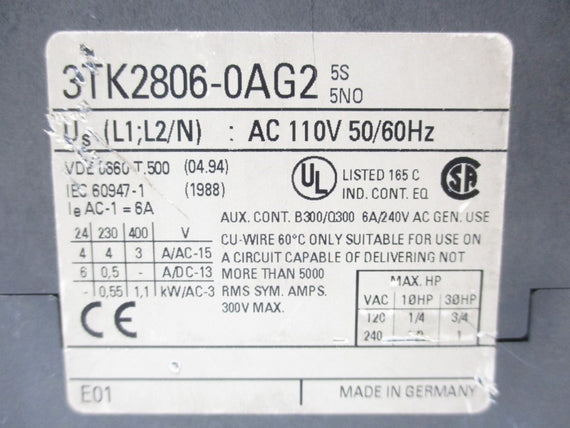 3TK2806-0AG2 5S
5NO
Us (L1;L2/N) : AC 110V 50/60Hz
VDE 0660 T.500 (04.94)
IEC 60947-1 (1988)
Ie AC-1 = 6A
UL LISTED 165 C
IND. CONT. EQ
SA
AUX. CONT. B300/Q300 6A/240V AC GEN. USE
CU-WIRE 60°C ONLY SUITABLE FOR USE ON
A CIRCUIT CAPABLE OF DELIVERING NOT
MORE THAN 5000
RMS SYM. AMPS.
300V MAX.
24 230 400 V
4 4 3 A/AC-15
6 0,5 - A/DC-13
- 0,55 1,1 kW/AC-3
MAX. HP
VAC 1ØHP 3ØHP
120 1/4 3/4
240 1
CE
E01
MADE IN GERMANY